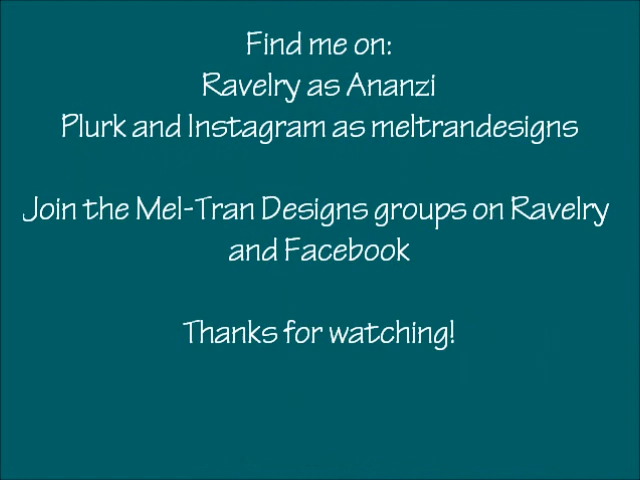 Find me on:
Ravelry as Ananzi
Plurk and Instagram as meltrandesigns
Join the Mel-Tran Designs groups on Ravelry
and Facebook
Thanks for watching!